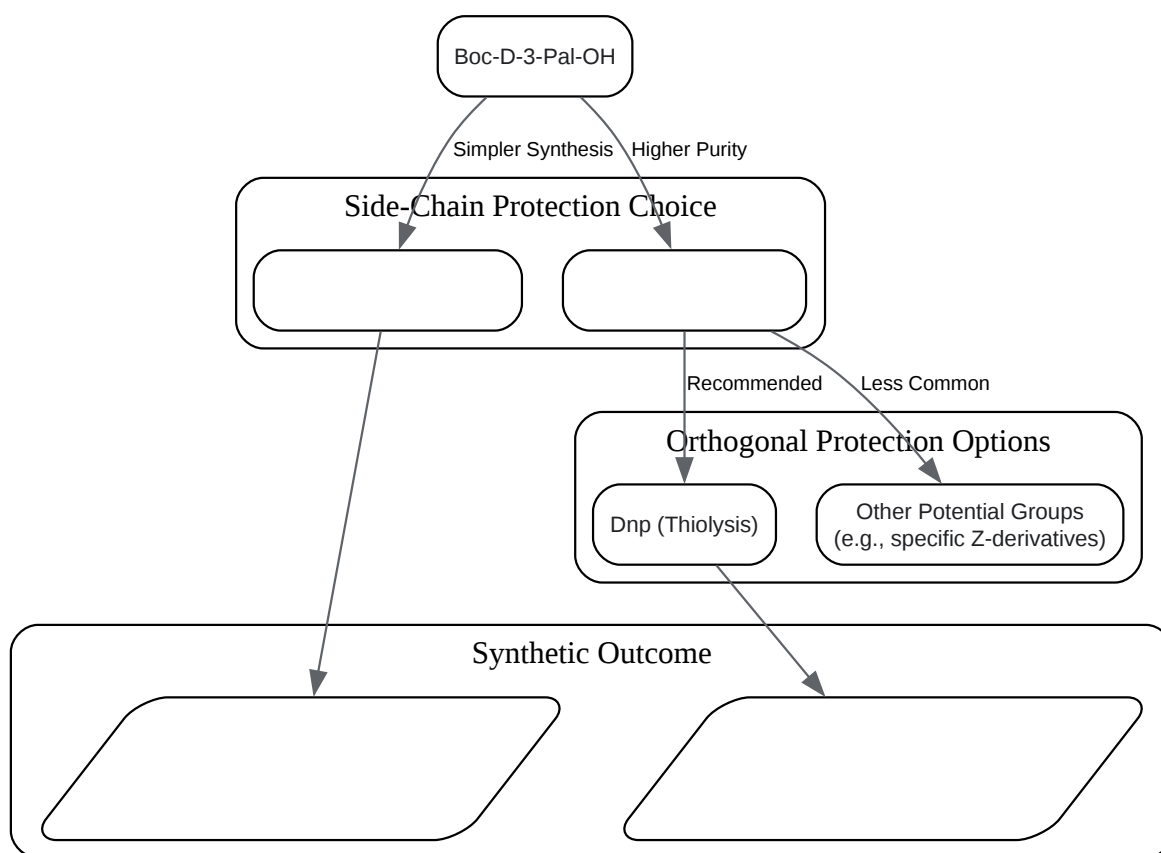 Boc-D-3-Pal-OH
Simpler Synthesis
Higher Purity
Side-Chain Protection Choice
Recommended
Less Common
Orthogonal Protection Options
Dnp (Thiolysis)
Other Potential Groups
(e.g., specific Z-derivatives)
Synthetic Outcome